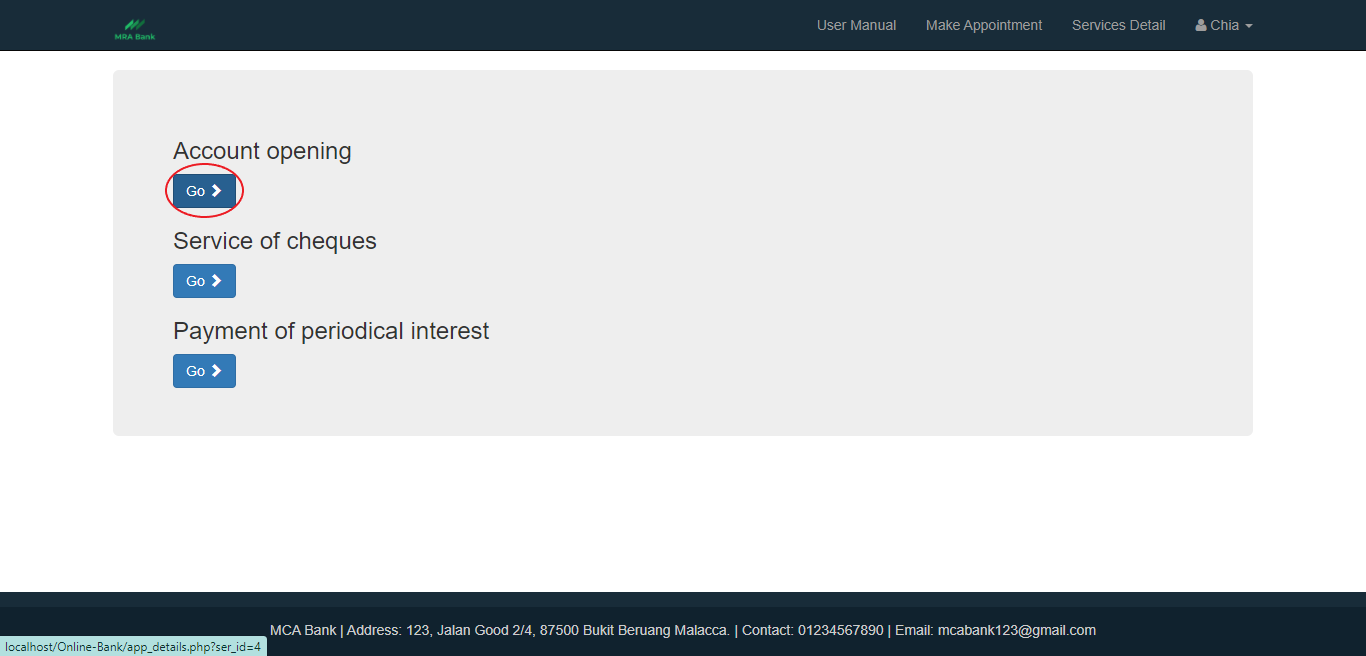 MRA Bank
User Manual
Make Appointment
Services Detail
Chia
Account opening
Go
Service of cheques
Go
Payment of periodical interest
Go
MCA Bank | Address: 123, Jalan Good 2/4, 87500 Bukit Beruang Malacca. | Contact: 01234567890 | Email: mcabank123@gmail.com
localhost/Online-Bank/app_details.php?ser_id=4